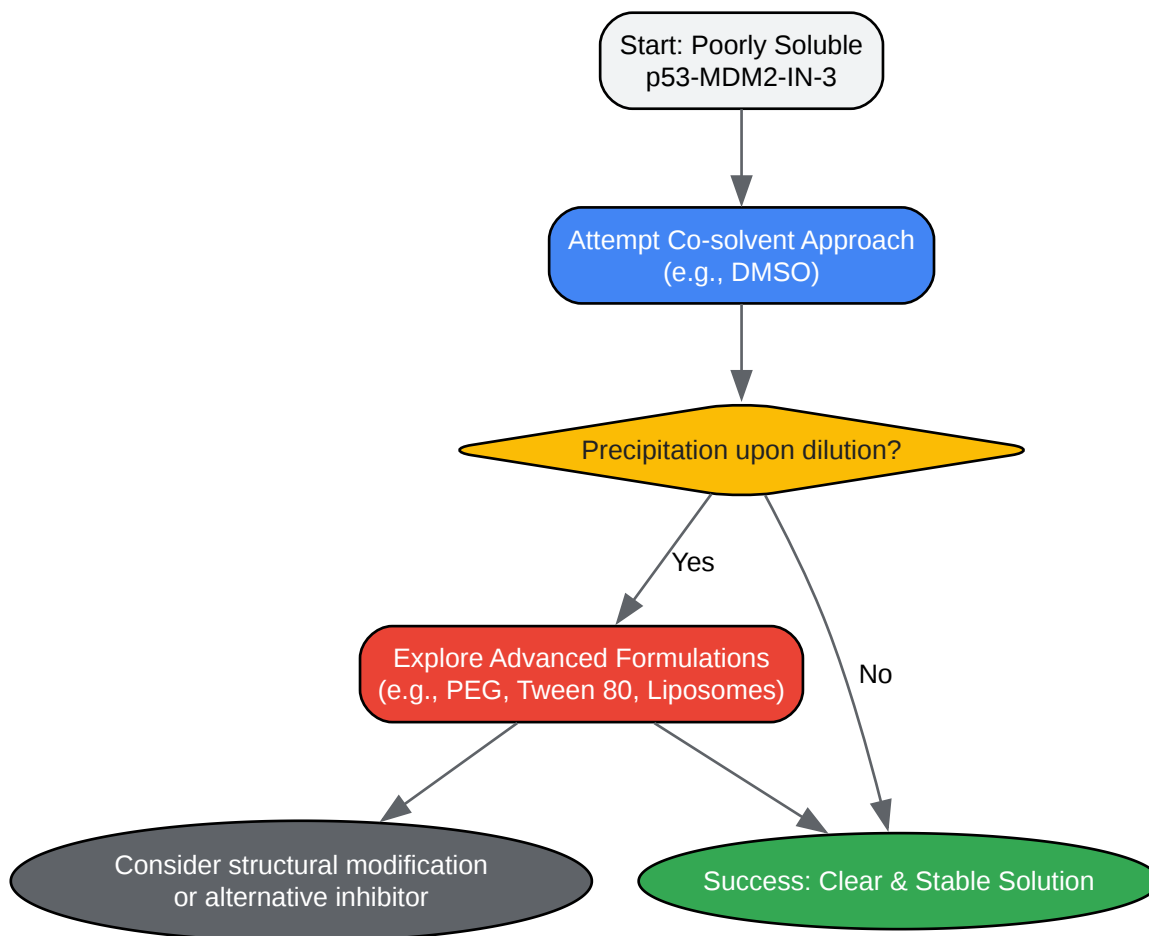 Start: Poorly Soluble
p53-MDM2-IN-3
Attempt Co-solvent Approach
(e.g., DMSO)
Precipitation upon dilution?
Yes
Explore Advanced Formulations
(e.g., PEG, Tween 80, Liposomes)
No
Consider structural modification
or alternative inhibitor
Success: Clear & Stable Solution